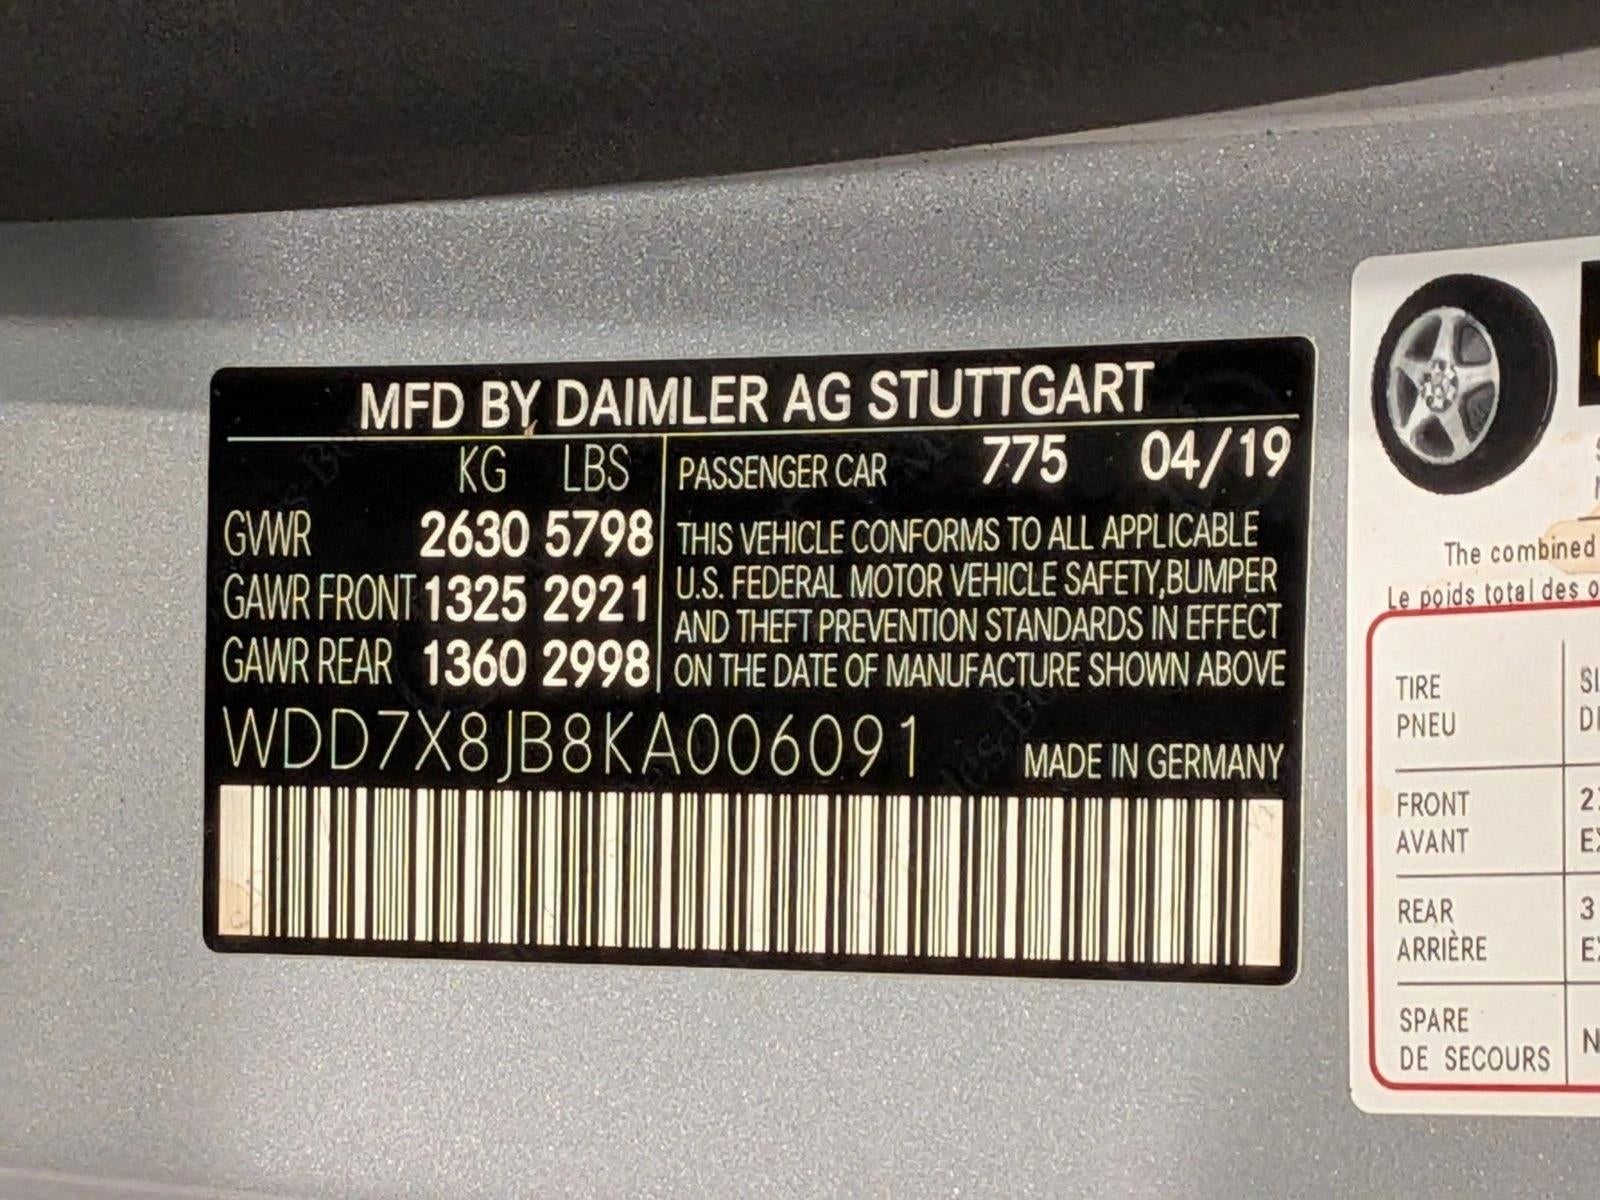 MFD BY DAIMLER AG STUTTGART
KG LBS
GVWR 2630 5798
GAWR FRONT 1325 2921
GAWR REAR 1360 2998
PASSENGER CAR 775 04/19
THIS VEHICLE CONFORMS TO ALL APPLICABLE
U.S. FEDERAL MOTOR VEHICLE SAFETY,BUMPER
AND THEFT PREVENTION STANDARDS IN EFFECT
ON THE DATE OF MANUFACTURE SHOWN ABOVE
WDD7X8JB8KA006091
MADE IN GERMANY
The combined
Le poids total des
TIRE
PNEU
FRONT
AVANT
REAR
ARRIÈRE
3
SPARE
DE SECOURS